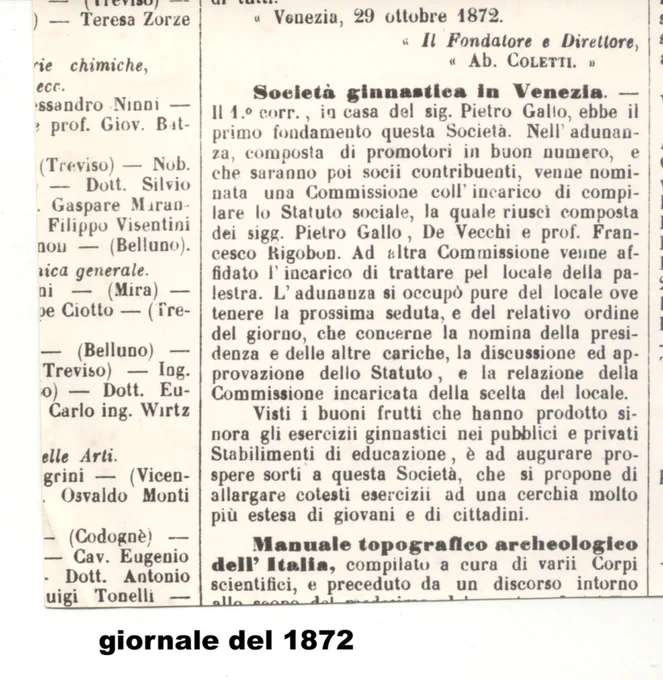 (Treviso) —
) — Teresa Zorze
rie chimiche,
ecc.
essandro Ninni —
e prof. Giov. Bat-
(Treviso) — Nob.
) — Dott. Silvio
. Gaspare Miran-
Filippo Visentini
non — (Belluno).
nica generale.
ni — (Mira) —
pe Ciotto — (Tre-
— (Belluno) —
Treviso) — Ing.
o) — Dott. Eu-
Carlo ing. Wirtz
elle Arti.
grini — (Vicen-
. Osvaldo Monti
— (Codognè) —
— Cav. Eugenio
- Dott. Antonio
uigi Tonelli —
di tutti.
« Venezia, 29 ottobre 1872.
« Il Fondatore e Direttore,
« Ab. COLETTI. »
Società ginnastica in Venezia. —
Il 1.º corr., in casa del sig. Pietro Gallo, ebbe il
primo fondamento questa Società. Nell' adunan-
za, composta di promotori in buon numero, e
che saranno poi socii contribuenti, venne nomi-
nata una Commissione coll' incarico di compi-
lare lo Statuto sociale, la quale riuscì composta
dei sigg. Pietro Gallo, De Vecchi e prof. Fran-
cesco Rigobon. Ad altra Commissione venne af-
fidato l' incarico di trattare pel locale della pa-
lestra. L' adunanza si occupò pure del locale ove
tenere la prossima seduta, e del relativo ordine
del giorno, che concerne la nomina della presi-
denza e delle altre cariche, la discussione ed ap-
provazione dello Statuto, e la relazione della
Commissione incaricata della scelta del locale.
Visti i buoni frutti che hanno prodotto si-
nora gli esercizii ginnastici nei pubblici e privati
Stabilimenti di educazione, è ad augurare pro-
spere sorti a questa Società, che si propone di
allargare cotesti esercizii ad una cerchia molto
più estesa di giovani e di cittadini.
Manuale topografico archeologico
dell' Italia, compilato a cura di varii Corpi
scientifici, e preceduto da un discorso intorno
allo scopo del
giornale del 1872